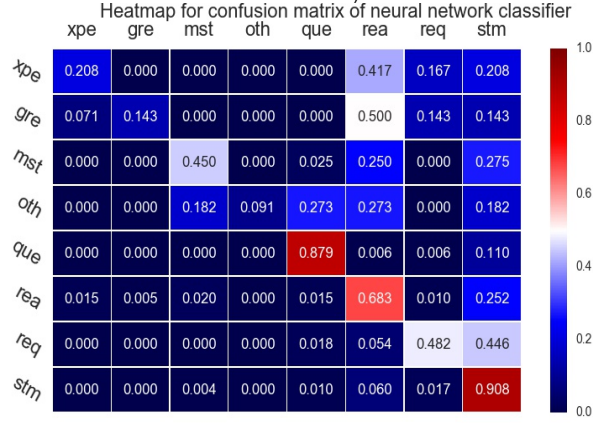 Heatmap for confusion matrix of neural network classifier
xpe gre mst oth que rea req stm
xpe 0.208 0.000 0.000 0.000 0.000 0.417 0.167 0.208
gre 0.071 0.143 0.000 0.000 0.000 0.500 0.143 0.143
mst 0.000 0.000 0.450 0.000 0.025 0.250 0.000 0.275
oth 0.000 0.000 0.182 0.091 0.273 0.273 0.000 0.182
que 0.000 0.000 0.000 0.000 0.879 0.006 0.006 0.110
rea 0.015 0.005 0.020 0.000 0.015 0.683 0.010 0.252
req 0.000 0.000 0.000 0.000 0.018 0.054 0.482 0.446
stm 0.000 0.000 0.004 0.000 0.010 0.060 0.017 0.908
1.0
0.8
0.6
0.4
0.2
0.0